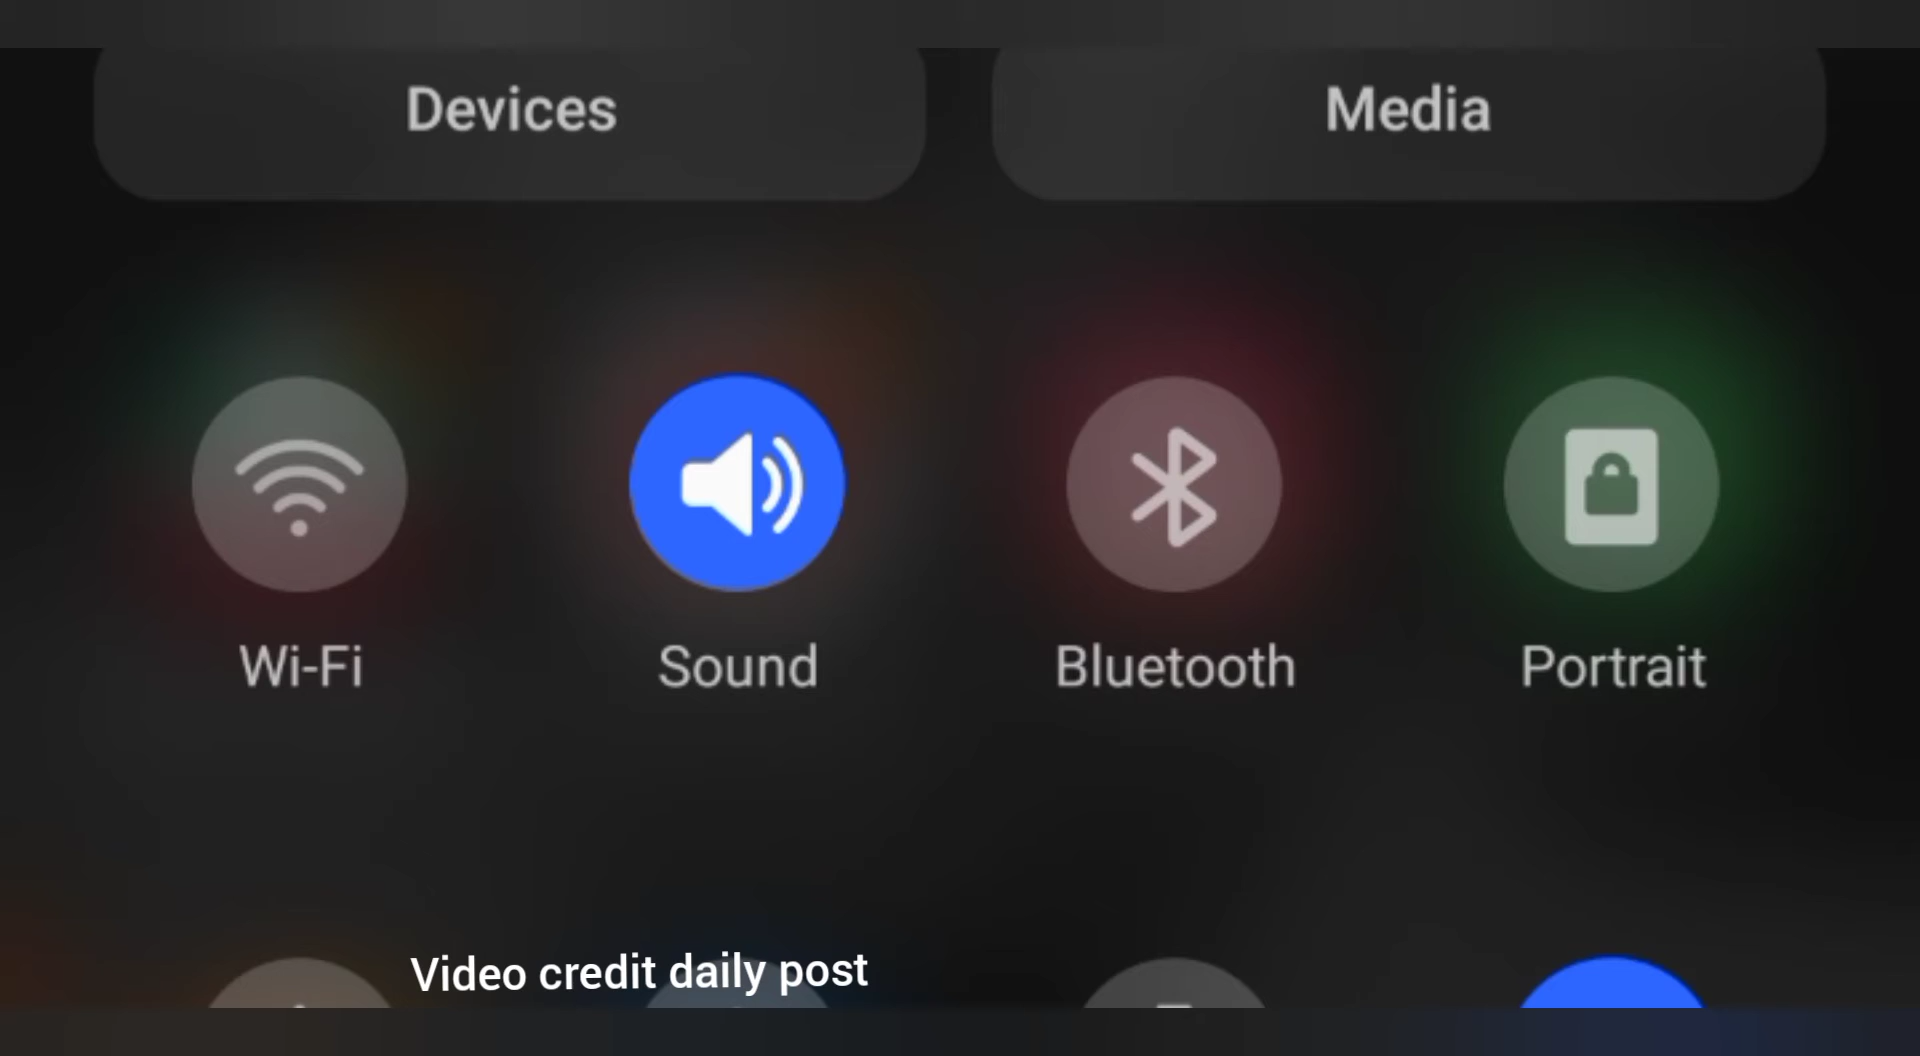 Devices
Media
Wi-Fi
Sound
Bluetooth
Portrait
Video credit daily post